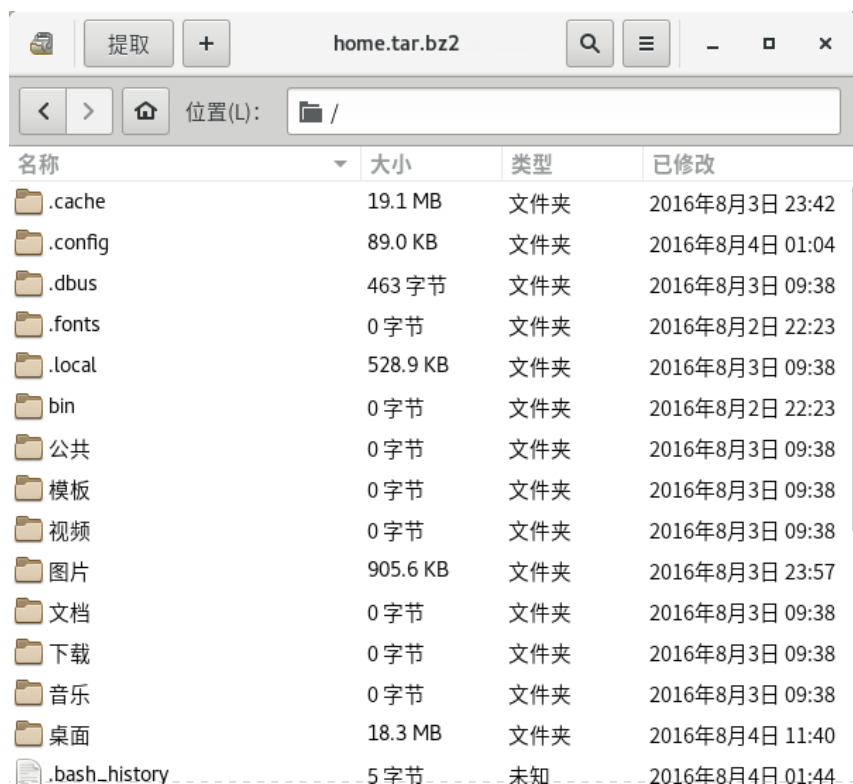 提取 + home.tar.bz2
位置(L): /
名称 大小 类型 已修改
.cache 19.1 MB 文件夹 2016年8月3日 23:42
.config 89.0 KB 文件夹 2016年8月4日 01:04
.dbus 463 字节 文件夹 2016年8月3日 09:38
.fonts 0 字节 文件夹 2016年8月2日 22:23
.local 528.9 KB 文件夹 2016年8月3日 09:38
bin 0 字节 文件夹 2016年8月2日 22:23
公共 0 字节 文件夹 2016年8月3日 09:38
模板 0 字节 文件夹 2016年8月3日 09:38
视频 0 字节 文件夹 2016年8月3日 09:38
图片 905.6 KB 文件夹 2016年8月3日 23:57
文档 0 字节 文件夹 2016年8月3日 09:38
下载 0 字节 文件夹 2016年8月3日 09:38
音乐 0 字节 文件夹 2016年8月3日 09:38
桌面 18.3 MB 文件夹 2016年8月4日 11:40
.bash_history 5 字节 未知 2016年8月4日 01:44